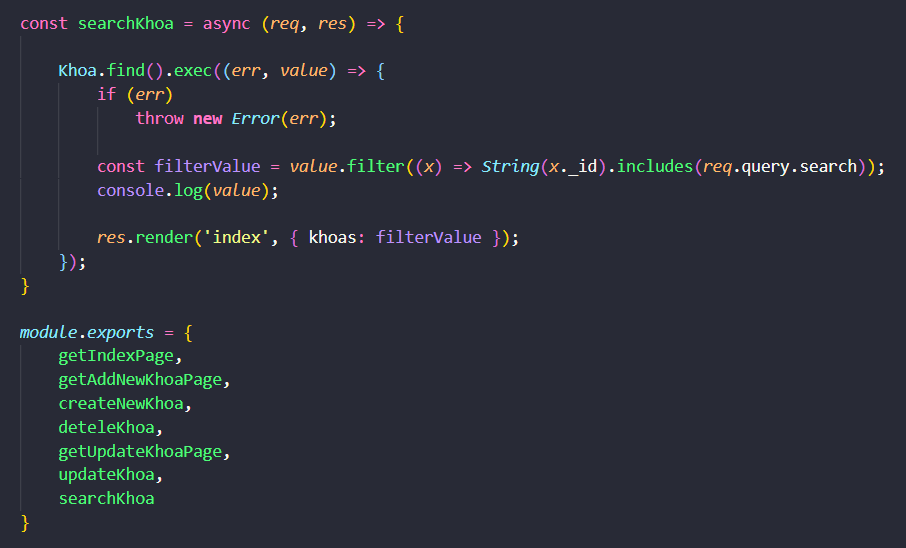 const searchKhoa = async (req, res) => {
Khoa.find().exec((err, value) => {
if (err)
throw new Error(err);
const filterValue = value.filter((x) => String(x._id).includes(req.query.search));
console.log(value);
res.render('index', { khoas: filterValue });
});
}
module.exports = {
getIndexPage,
getAddNewKhoaPage,
createNewKhoa,
deteleKhoa,
getUpdateKhoaPage,
updateKhoa,
searchKhoa
}